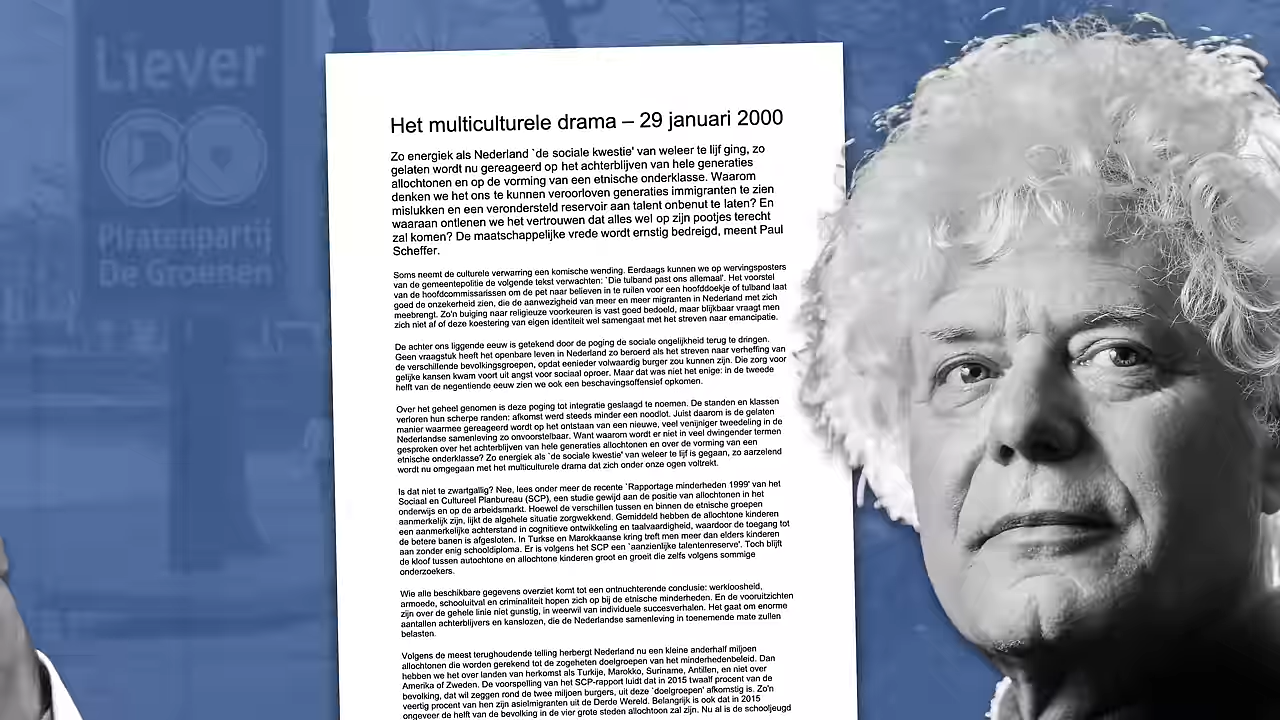 Liever
Piratenpartij
De Groenen
Het multiculturele drama – 29 januari 2000
Zo energiek als Nederland `de sociale kwestie' van weleer te lijf ging, zo
gelaten wordt nu gereageerd op het achterblijven van hele generaties
allochtonen en op de vorming van een etnische onderklasse. Waarom
denken we het ons te kunnen veroorloven generaties immigranten te zien
mislukken en een verondersteld reservoir aan talent onbenut te laten? En
waaraan ontlenen we het vertrouwen dat alles wel op zijn pootjes terecht
zal komen? De maatschappelijke vrede wordt ernstig bedreigd, meent Paul
Scheffer.
Soms neemt de culturele verwarring een komische wending. Eerdaags kunnen we op wervingsposters
van de gemeentepolitie de volgende tekst verwachten: `Die tulband past ons allemaal'. Het voorstel
van de hoofdcommissarissen om de pet naar believen in te ruilen voor een hoofddoekje of tulband laat
goed de onzekerheid zien, die de aanwezigheid van meer en meer migranten in Nederland met zich
meebrengt. Zo'n buiging naar religieuze voorkeuren is vast goed bedoeld, maar blijkbaar vraagt men
zich niet af of deze koestering van eigen identiteit wel samengaat met het streven naar emancipatie.
De achter ons liggende eeuw is getekend door de poging de sociale ongelijkheid terug te dringen.
Geen vraagstuk heeft het openbare leven in Nederland zo beroerd als het streven naar verheffing van
de verschillende bevolkingsgroepen, opdat eenieder volwaardig burger zou kunnen zijn. Die zorg voor
gelijke kansen kwam voort uit angst voor sociaal oproer. Maar dat was niet het enige: in de tweede
helft van de negentiende eeuw zien we ook een beschavingsoffensief opkomen.
Over het geheel genomen is deze poging tot integratie geslaagd te noemen. De standen en klassen
verloren hun scherpe randen: afkomst werd steeds minder een noodlot. Juist daarom is de gelaten
manier waarmee gereageerd wordt op het ontstaan van een nieuwe, veel venijniger tweedeling in de
Nederlandse samenleving zo onvoorstelbaar. Want waarom wordt er niet in veel dwingender termen
gesproken over het achterblijven van hele generaties allochtonen en over de vorming van een
etnische onderklasse? Zo energiek als `de sociale kwestie' van weleer te lijf is gegaan, zo aarzelend
wordt nu omgegaan met het multiculturele drama dat zich onder onze ogen voltrekt.
Is dat niet te zwartgallig? Nee, lees onder meer de recente `Rapportage minderheden 1999' van het
Sociaal en Cultureel Planbureau (SCP), een studie gewijd aan de positie van allochtonen in het
onderwijs en op de arbeidsmarkt. Hoewel de verschillen tussen en binnen de etnische groepen
aanmerkelijk zijn, lijkt de algehele situatie zorgwekkend. Gemiddeld hebben de allochtone kinderen
een aanmerkelijke achterstand in cognitieve ontwikkeling en taalvaardigheid, waardoor de toegang tot
de betere banen is afgesloten. In Turkse en Marokkaanse kring treft men meer dan elders kinderen
aan zonder enig schooldiploma. Er is volgens het SCP een `aanzienlijke talentenreserve'. Toch blijft
de kloof tussen autochtone en allochtone kinderen groot en groeit die zelfs volgens sommige
onderzoekers.
Wie alle beschikbare gegevens overziet komt tot een ontnuchterende conclusie: werkloosheid,
armoede, schooluitval en criminaliteit hopen zich op bij de etnische minderheden. En de vooruitzichten
zijn over de gehele linie niet gunstig, in weerwil van individuele succesverhalen. Het gaat om enorme
aantallen achterblijvers en kanslozen, die de Nederlandse samenleving in toenemende mate zullen
belasten.
Volgens de meest terughoudende telling herbergt Nederland nu een kleine anderhalf miljoen
allochtonen die worden gerekend tot de zogeheten doelgroepen van het minderhedenbeleid. Dan
hebben we het over landen van herkomst als Turkije, Marokko, Suriname, Antillen, en niet over
Amerika of Zweden. De voorspelling van het SCP-rapport luidt dat in 2015 twaalf procent van de
bevolking, dat wil zeggen rond de twee miljoen burgers, uit deze `doelgroepen' afkomstig is. Zo'n
veertig procent van hen zijn asielmigranten uit de Derde Wereld. Belangrijk is ook dat in 2015
ongeveer de helft van de bevolking in de vier grote steden allochtoon zal zijn. Nu al is de schooljeugd